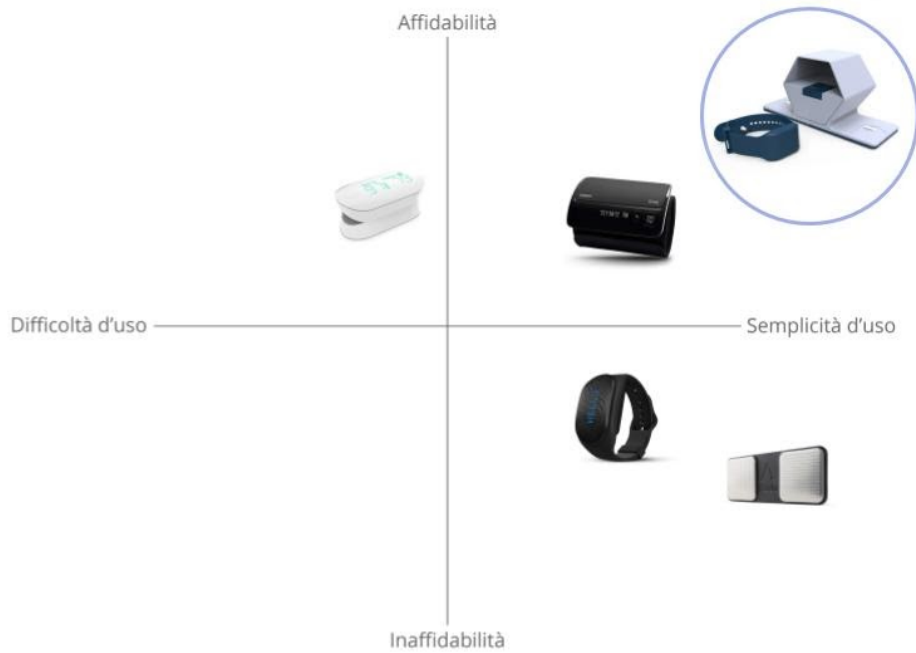 Affidabilità
Difficoltà d'uso
Semplicità d'uso
Inaffidabilità